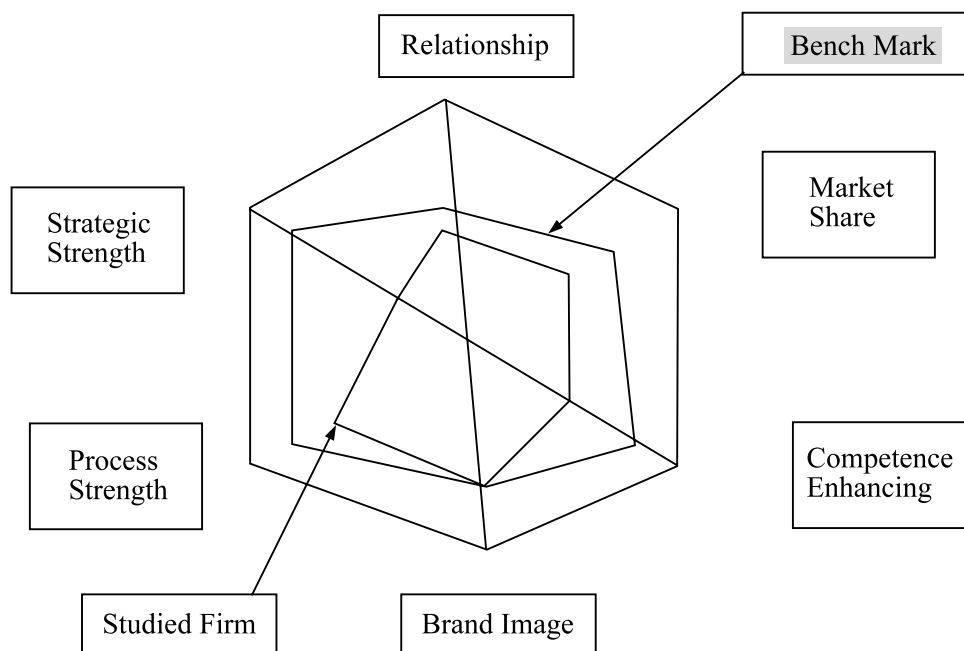 Relationship
Bench Mark
Market
Share
Strategic
Strength
Process
Strength
Competence
Enhancing
Studied Firm
Brand Image